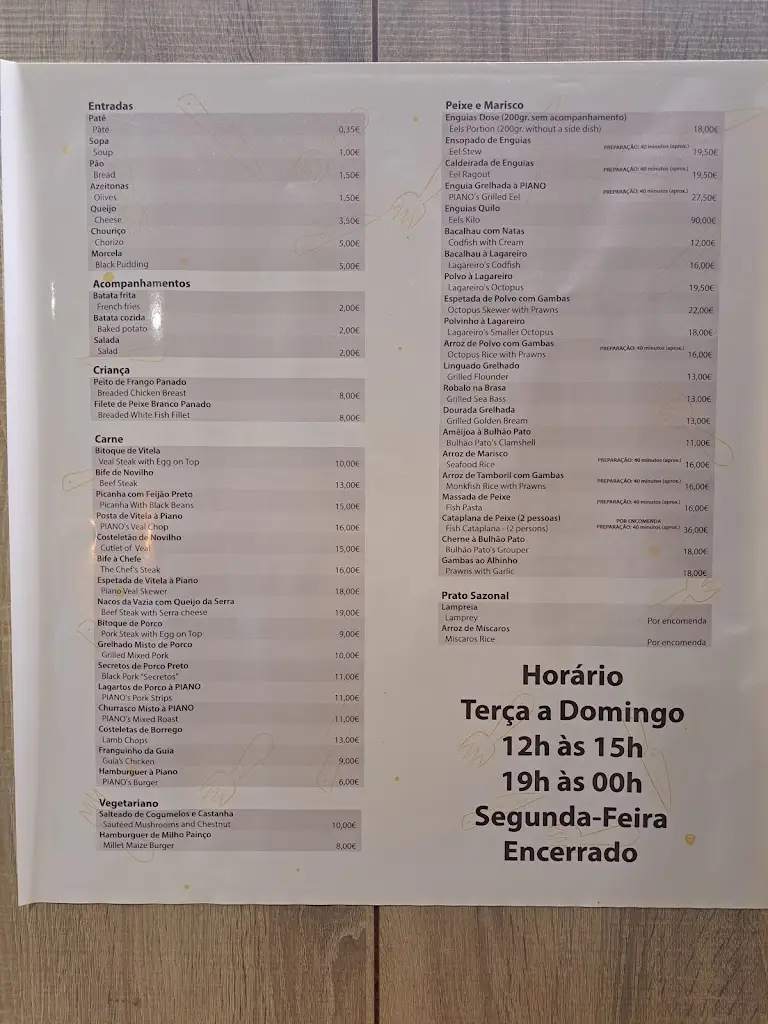 Entradas
Patê
Pâté 0,35€
Sopa
Soup 1,00€
Pão
Bread 1,50€
Azeitonas
Olives 1,50€
Queijo
Cheese 3,50€
Chouriço
Chorizo 5,00€
Morcela
Black Pudding 5,00€
Acompanhamentos
Batata frita
French fries 2,00€
Batata cozida
Baked potato 2,00€
Salada
Salad 2,00€
Criança
Peito de Frango Panado
Breaded Chicken Breast 8,00€
Filete de Peixe Branco Panado
Breaded White Fish Fillet 8,00€
Carne
Bitoque de Vitela
Veal Steak with Egg on Top 10,00€
Bife de Novilho
Beef Steak 13,00€
Picanha com Feijão Preto
Picanha With Black Beans 15,00€
Posta de Vitela à Piano
PIANO's Veal Chop 16,00€
Costeletão de Novilho
Cutlet of Veal 15,00€
Bife à Chefe
The Chef's Steak 16,00€
Espetada de Vitela à Piano
Piano Veal Skewer 18,00€
Nacos da Vazia com Queijo da Serra
Beef Steak with Serra cheese 19,00€
Bitoque de Porco
Pork Steak with Egg on Top 9,00€
Grelhado Misto de Porco
Grilled Mixed Pork 10,00€
Secretos de Porco Preto
Black Pork "Secretos" 11,00€
Lagartos de Porco à PIANO
PIANO's Pork Strips 11,00€
Churrasco Misto à PIANO
PIANO's Mixed Roast 11,00€
Costeletas de Borrego
Lamb Chops 13,00€
Franguinho da Guia
Guia's Chicken 9,00€
Hamburguer à Piano
PIANO's Burger 6,00€
Vegetariano
Salteado de Cogumelos e Castanha
Sautéed Mushrooms and Chestnut 10,00€
Hamburguer de Milho Painço
Millet Maize Burger 8,00€
Peixe e Marisco
Enguias Dose (200gr. sem acompanhamento)
Eels Portion (200gr. without a side dish) 18,00€
Ensopado de Enguias PREPARAÇÃO: 40 minutos (aprox.)
Eel Stew 19,50€
Caldeirada de Enguias PREPARAÇÃO: 40 minutos (aprox.)
Eel Ragout 19,50€
Enguia Grelhada à PIANO PREPARAÇÃO: 40 minutos (aprox.)
PIANO's Grilled Eel 27,50€
Enguias Quilo
Eels Kilo 90,00€
Bacalhau com Natas
Codfish with Cream 12,00€
Bacalhau à Lagareiro
Lagareiro's Codfish 16,00€
Polvo à Lagareiro
Lagareiro's Octopus 19,50€
Espetada de Polvo com Gambas
Octopus Skewer with Prawns 22,00€
Polvinho à Lagareiro
Lagareiro's Smaller Octopus 18,00€
Arroz de Polvo com Gambas PREPARAÇÃO: 40 minutos (aprox.)
Octopus Rice with Prawns 16,00€
Linguado Grelhado
Grilled Flounder 13,00€
Robalo na Brasa
Grilled Sea Bass 13,00€
Dourada Grelhada
Grilled Golden Bream 13,00€
Amêijoa à Bulhão Pato
Bulhão Pato's Clamshell 11,00€
Arroz de Marisco PREPARAÇÃO: 40 minutos (aprox.)
Seafood Rice 16,00€
Arroz de Tamboril com Gambas PREPARAÇÃO: 40 minutos (aprox.)
Monkfish Rice with Prawns 16,00€
Massada de Peixe PREPARAÇÃO: 40 minutos (aprox.)
Fish Pasta 16,00€
Cataplana de Peixe (2 pessoas) POR ENCOMENDA
Fish Cataplana - (2 persons) PREPARAÇÃO: 40 minutos (aprox.) 36,00€
Cherne à Bulhão Pato
Bulhão Pato's Grouper 18,00€
Gambas ao Alhinho
Prawns with Garlic 18,00€
Prato Sazonal
Lampreia
Lamprey Por encomenda
Arroz de Míscaros
Míscaros Rice Por encomenda
Horário
Terça a Domingo
12h às 15h
19h às 00h
Segunda-Feira
Encerrado